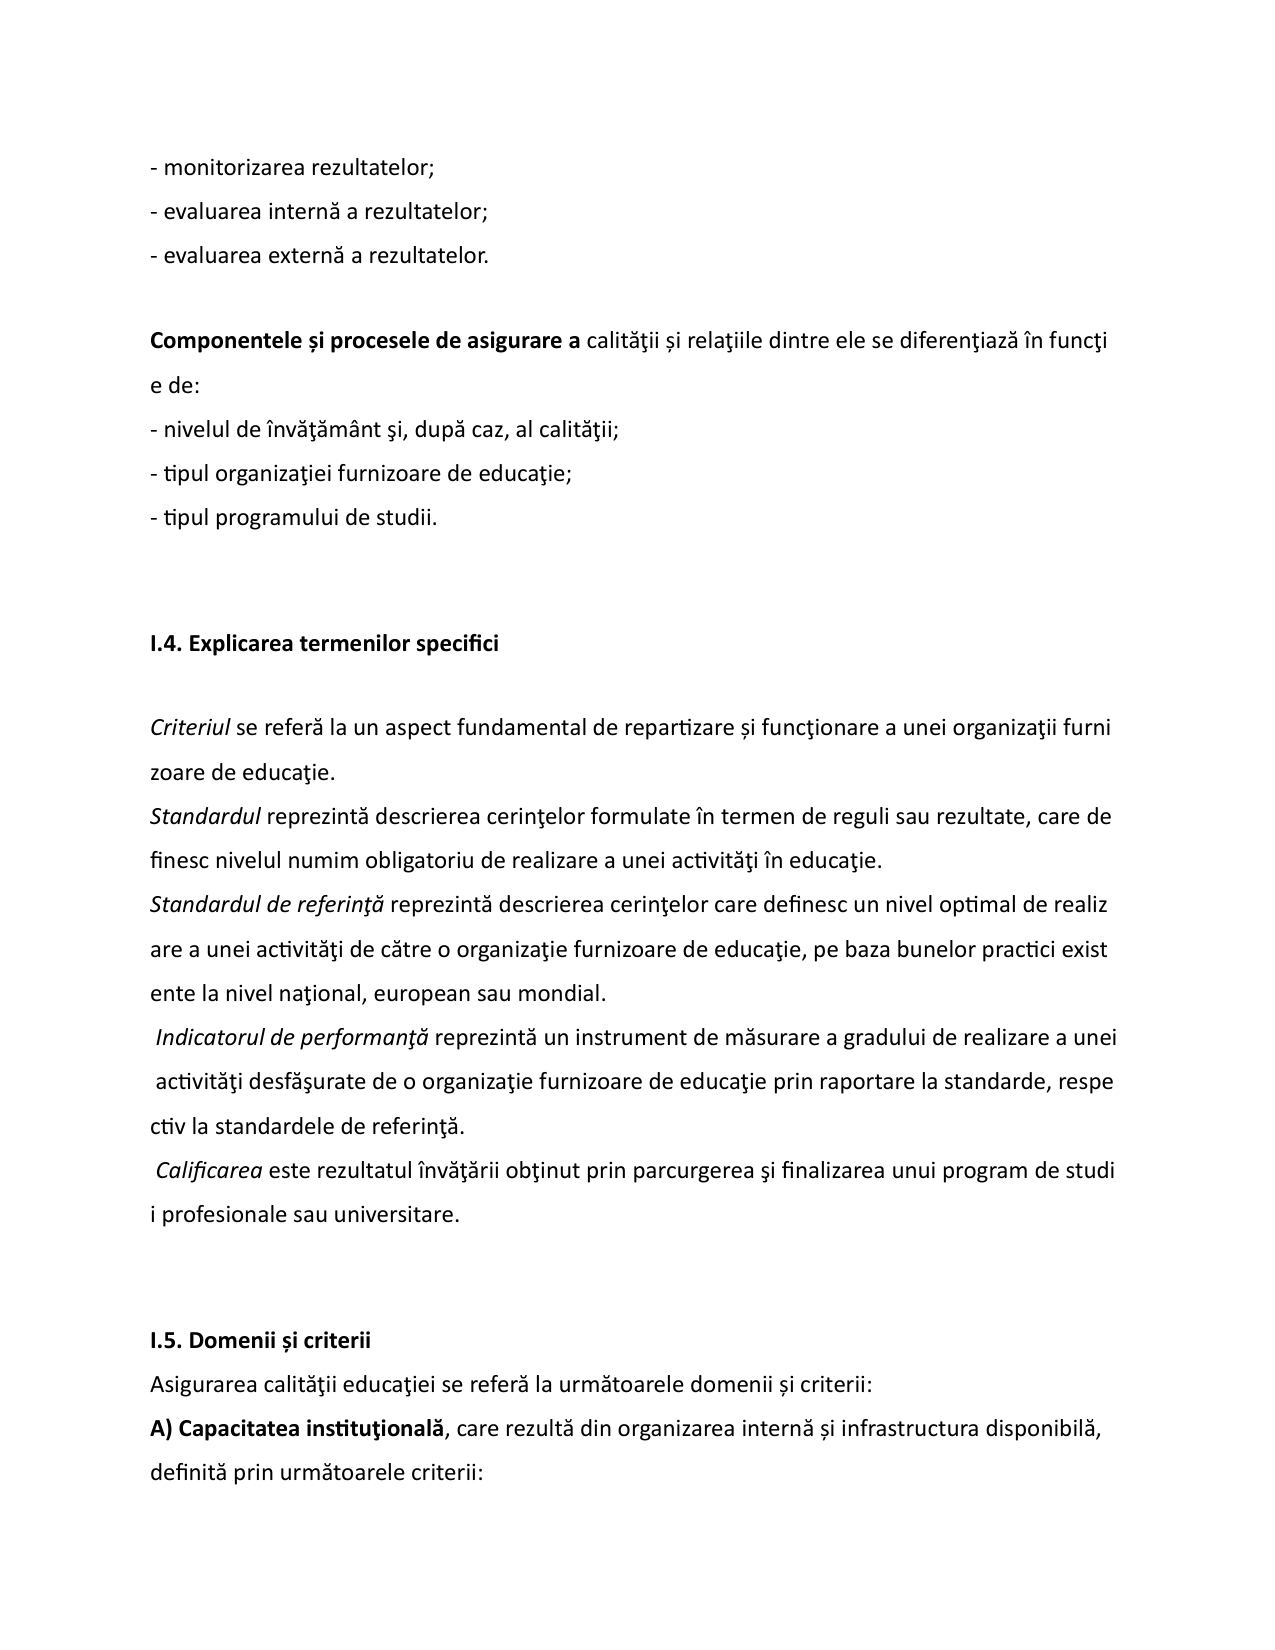 - monitorizarea rezultatelor;
- evaluarea internă a rezultatelor;
- evaluarea externă a rezultatelor.
Componentele și procesele de asigurare a calităţii și relaţiile dintre ele se diferenţiază în funcţi
e de:
- nivelul de învăţământ şi, după caz, al calităţii;
- tipul organizaţiei furnizoare de educaţie;
- tipul programului de studii.
I.4. Explicarea termenilor specifici
Criteriul se referă la un aspect fundamental de repartizare și funcţionare a unei organizaţii furni
zoare de educaţie.
Standardul reprezintă descrierea cerinţelor formulate în termen de reguli sau rezultate, care de
finesc nivelul numim obligatoriu de realizare a unei activităţi în educaţie.
Standardul de referinţă reprezintă descrierea cerinţelor care definesc un nivel optimal de realiz
are a unei activităţi de către o organizaţie furnizoare de educaţie, pe baza bunelor practici exist
ente la nivel naţional, european sau mondial.
Indicatorul de performanţă reprezintă un instrument de măsurare a gradului de realizare a unei
activităţi desfăşurate de o organizaţie furnizoare de educaţie prin raportare la standarde, respe
ctiv la standardele de referinţă.
Calificarea este rezultatul învăţării obţinut prin parcurgerea şi finalizarea unui program de studi
i profesionale sau universitare.
I.5. Domenii și criterii
Asigurarea calităţii educaţiei se referă la următoarele domenii și criterii:
A) Capacitatea instituţională, care rezultă din organizarea internă și infrastructura disponibilă,
definită prin următoarele criterii: